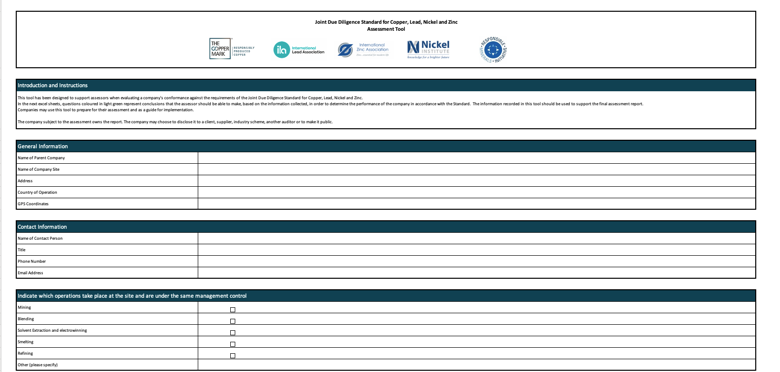 Joint Due Diligence Standard for Copper, Lead, Nickel and Zinc
Assessment Tool
THE COPPER MARK
RESPONSIBLY PRODUCED COPPER
ila International Lead Association
International Zinc Association
Nickel INSTITUTE
Introduction and Instructions
This tool has been designed to support assessors when evaluating a company's conformance against the requirements of the Joint Due Diligence Standard for Copper, Lead, Nickel and Zinc.
In the next excel sheets, questions coloured in light green represent conclusions that the assessor should be able to make, based on the information collected, in order to determine the performance of the company in accordance with the Standard. The information recorded in this tool should be used to support the final assessment report.
Companies may use this tool to prepare for their assessment and as a guide for implementation.
The company subject to the assessment owns the report. The company may choose to disclose it to a client, supplier, industry scheme, another auditor or to make it public.
General Information
Name of Parent Company
Name of Company Site
Address
Country of Operation
GPS Coordinates
Contact Information
Name of Contact Person
Title
Phone Number
Email Address
Indicate which operations take place at the site and are under the same management control
Mining
Blending
Solvent Extraction and electrowinning
Smelting
Refining
Other (please specify)